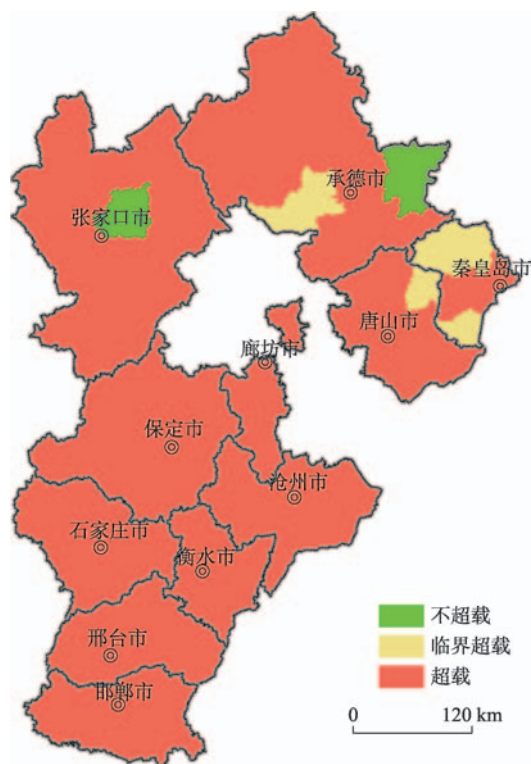 承德市
张家口市
秦皇岛市
唐山市
廊坊市
保定市
沧州市
石家庄市
衡水市
邢台市
邯郸市
不超载
临界超载
超载
0 120 km